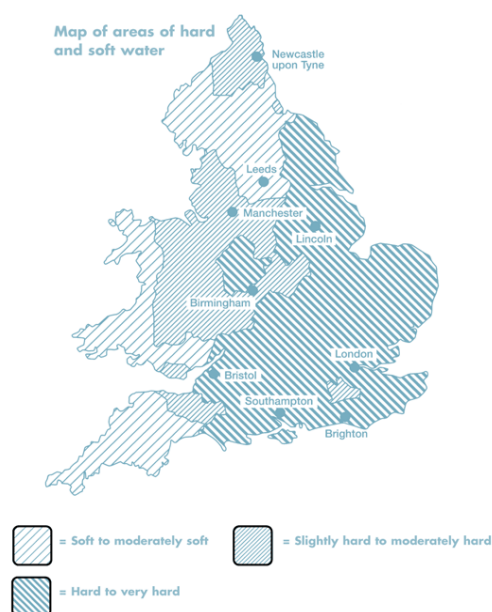 Map of areas of hard
and soft water
Newcastle
upon Tyne
Leeds
Manchester
Lincoln
Birmingham
London
Bristol
Southampton
Brighton
= Soft to moderately soft
= Slightly hard to moderately hard
= Hard to very hard